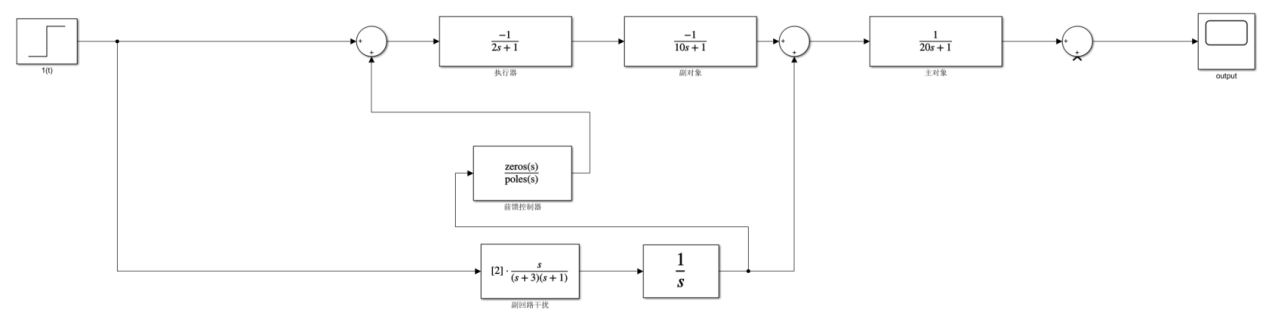 1(t)
+
+
-1
2s + 1
执行器
-1
10s + 1
副对象
+
+
1
20s + 1
主对象
+
+
output
zeros(s)
poles(s)
前馈控制器
[2] · s
(s + 3)(s + 1)
副回路干扰
1
s